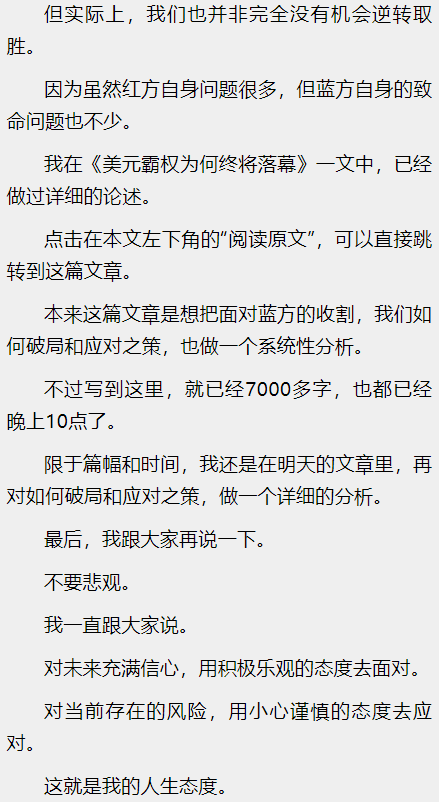 但实际上，我们也并非完全没有机会逆转取
胜。
因为虽然红方自身问题很多，但蓝方自身的致
命问题也不少。
我在《美元霸权为何终将落幕》一文中，已经
做过详细的论述。
点击在本文左下角的“阅读原文”，可以直接跳
转到这篇文章。
本来这篇文章是想把面对蓝方的收割，我们如
何破局和应对之策，也做一个系统性分析。
不过写到这里，就已经7000多字，也都已经
晚上10点了。
限于篇幅和时间，我还是在明天的文章里，再
对如何破局和应对之策，做一个详细的分析。
最后，我跟大家再说一下。
不要悲观。
我一直跟大家说。
对未来充满信心，用积极乐观的态度去面对。
对当前存在的风险，用小心谨慎的态度去应
对。
这就是我的人生态度。